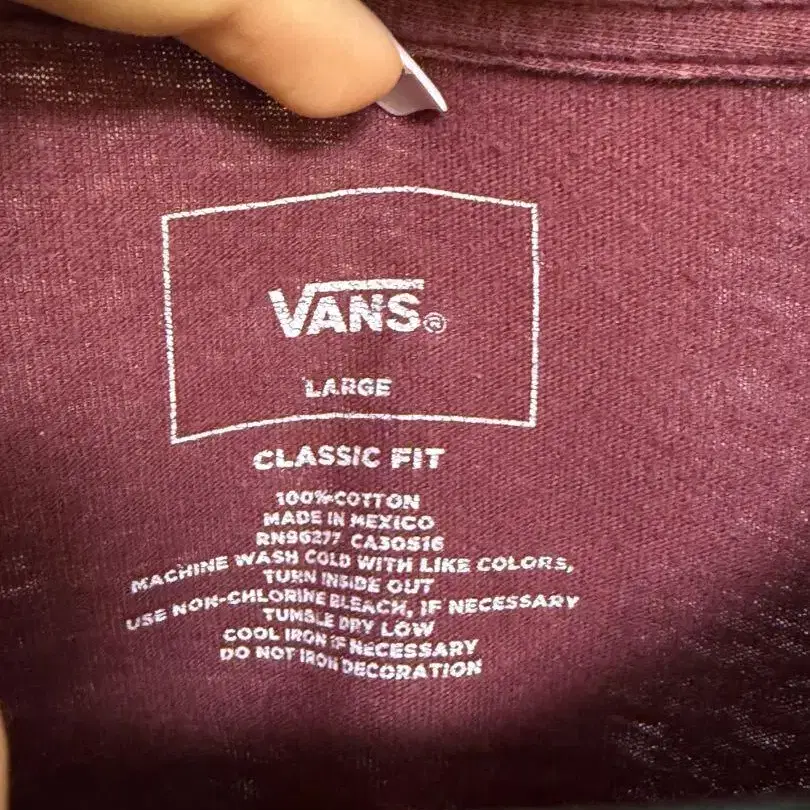 VANS®
LARGE
CLASSIC FIT
100% COTTON
MADE IN MEXICO
RN96277 CA30516
MACHINE WASH COLD WITH LIKE COLORS,
TURN INSIDE OUT
USE NON-CHLORINE BLEACH, IF NECESSARY
TUMBLE DRY LOW
COOL IRON IF NECESSARY
DO NOT IRON DECORATION